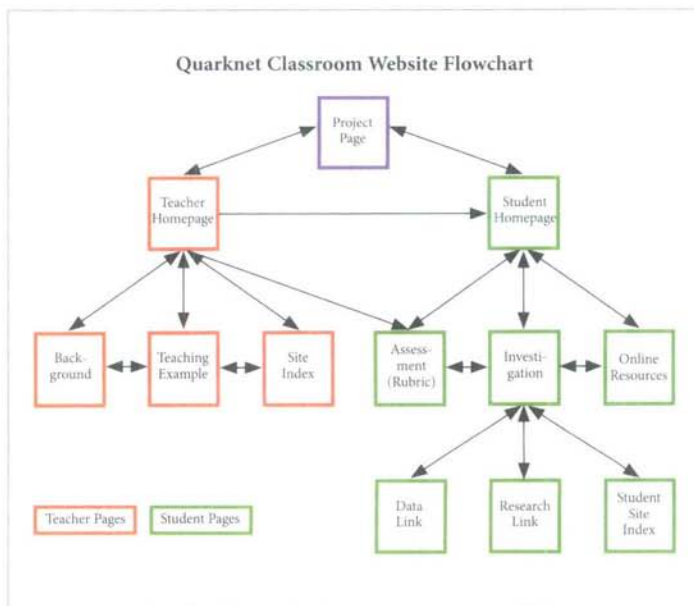 Quarknet Classroom Website Flowchart
Project
Page
Teacher
Homepage
Student
Homepage
Back-
ground
Teaching
Example
Site
Index
Assess-
ment
(Rubric)
Investi-
gation
Online
Resources
Data
Link
Research
Link
Student
Site
Index
Teacher Pages
Student Pages